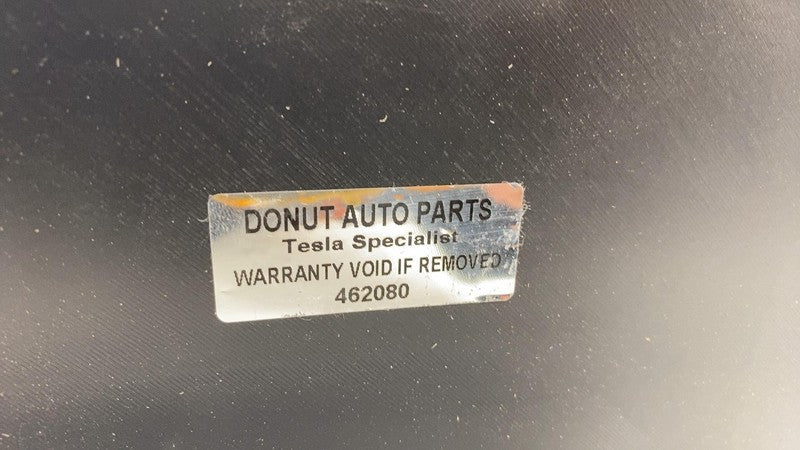 DONUT AUTO PARTS
Tesla Specialist
WARRANTY VOID IF REMOVED
462080